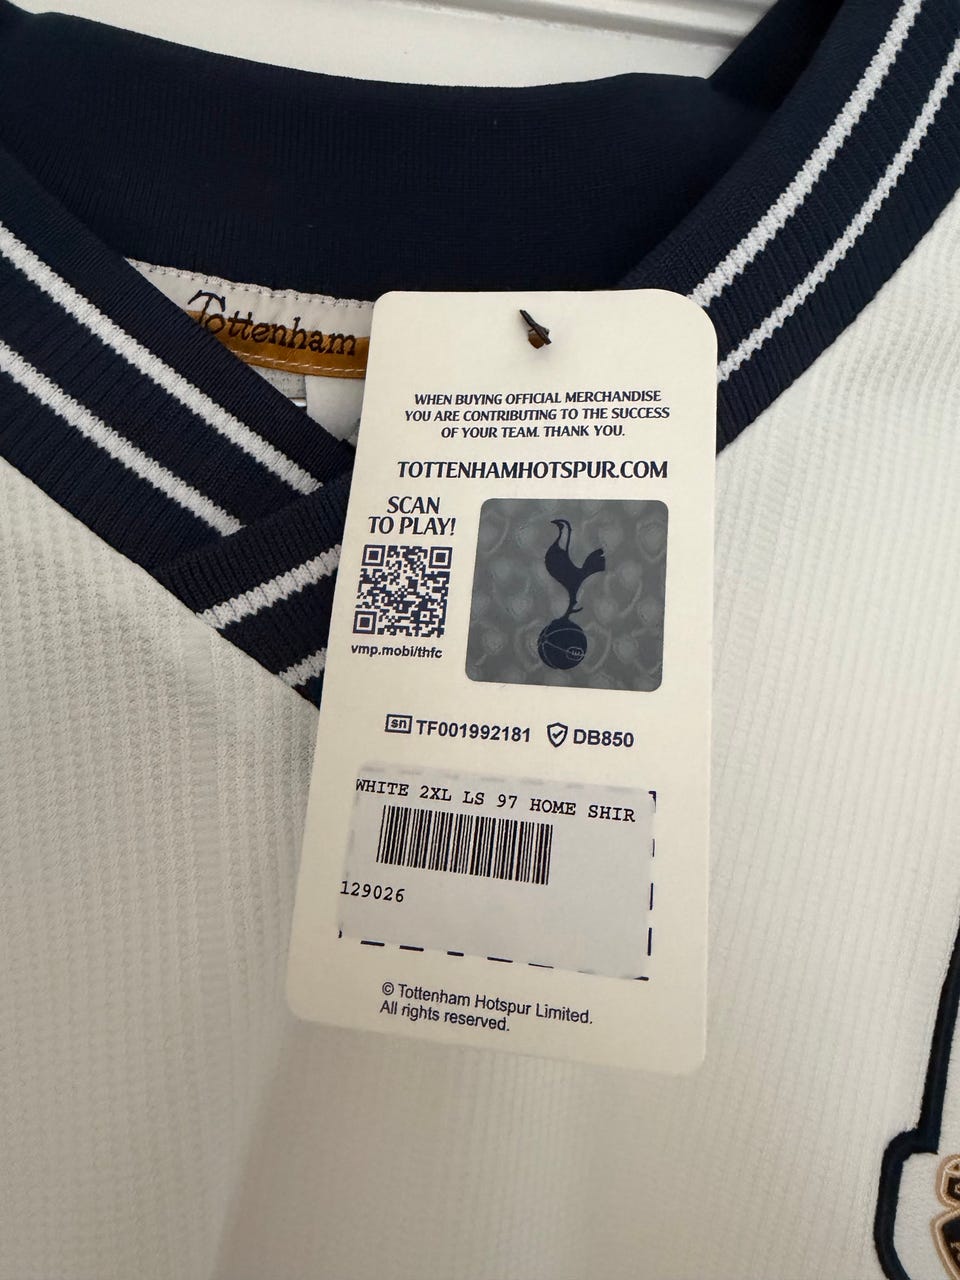 Tottenham
WHEN BUYING OFFICIAL MERCHANDISE
YOU ARE CONTRIBUTING TO THE SUCCESS
OF YOUR TEAM. THANK YOU.
TOTTENHAMHOTSPUR.COM
SCAN
TO PLAY!
vmp.mobi/thfc
sn TF001992181 DB850
WHITE 2XL LS 97 HOME SHIR
129026
© Tottenham Hotspur Limited.
All rights reserved.